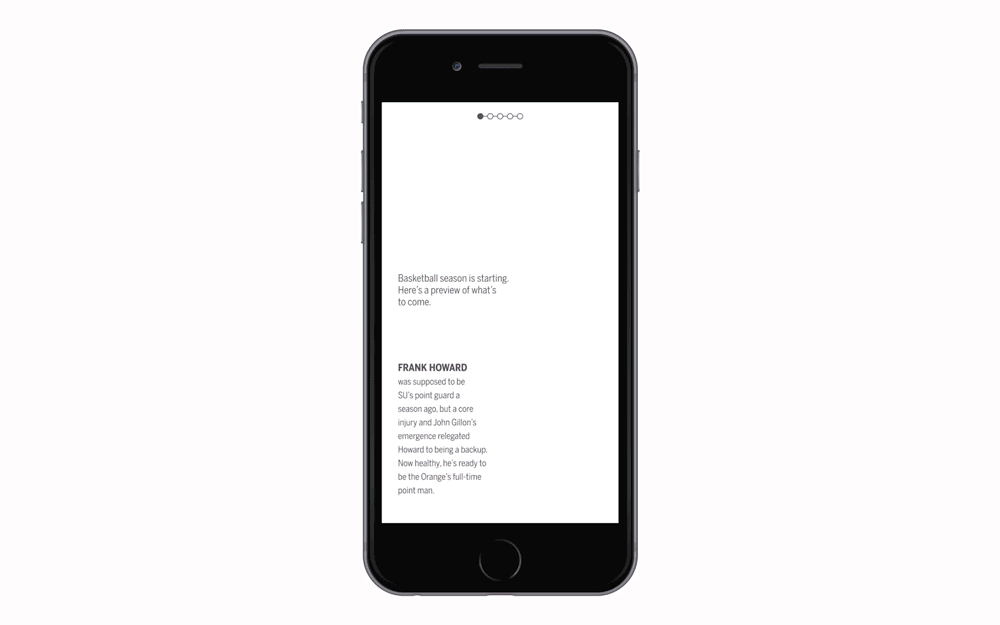 Basketball season is starting.
Here's a preview of what's
to come.
FRANK HOWARD
was supposed to be
SU's point guard a
season ago, but a core
injury and John Gillon's
emergence relegated
Howard to being a backup.
Now healthy, he's ready to
be the Orange's full-time
point man.